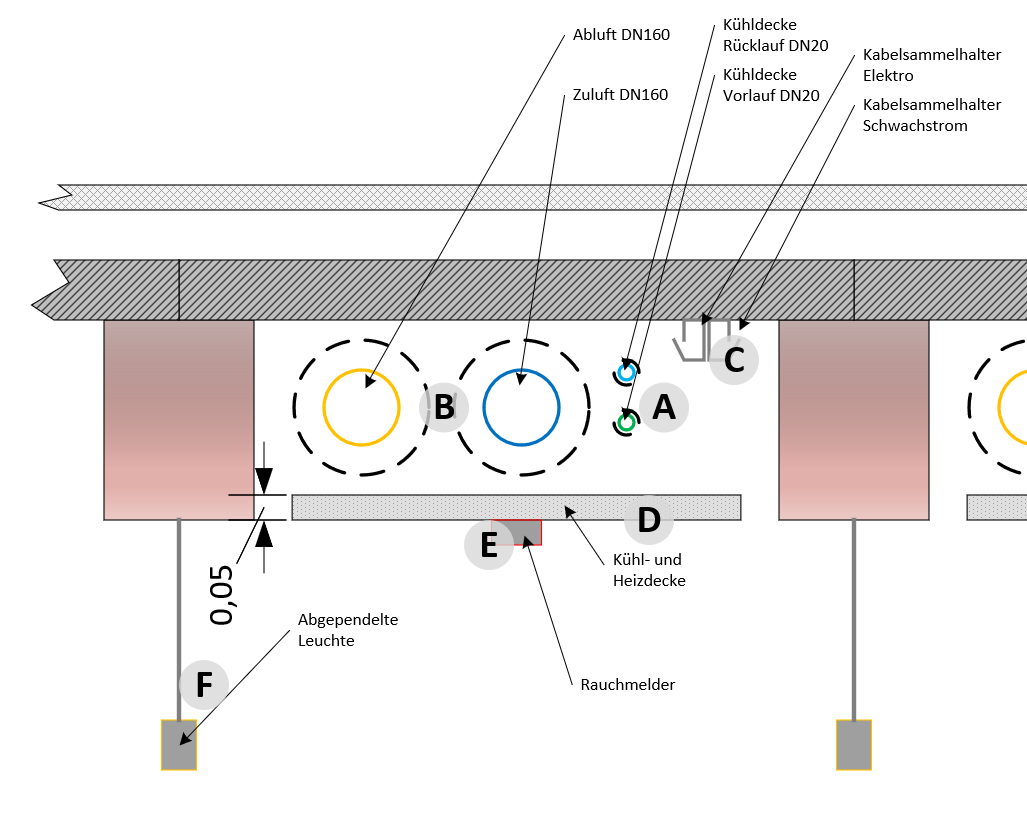 Abluft DN160
Zuluft DN160
Kühldecke
Rücklauf DN20
Kühldecke
Vorlauf DN20
Kabelsammelhalter
Elektro
Kabelsammelhalter
Schwachstrom
C
B
A
D
E
Kühl- und
Heizdecke
0,05
Abgependelte
Leuchte
F
Rauchmelder